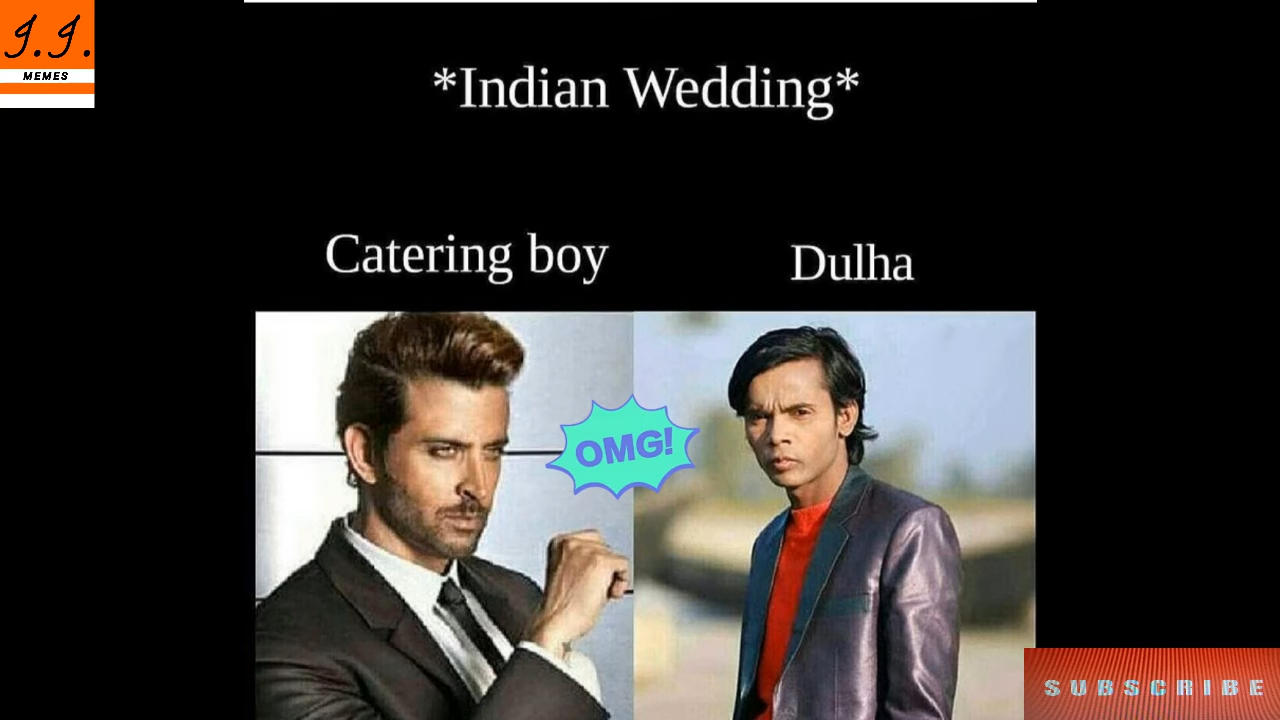 J.J.
MEMES
*Indian Wedding*
Catering boy
Dulha
OMG!
SUBSCRIBE